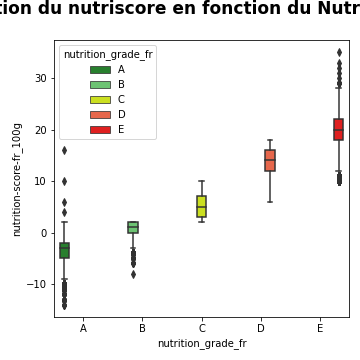 tion du nutriscore en fonction du Nutr
nutrition_grade_fr
A
B
C
D
E
nutrition-score-fr_100g
30
20
10
0
−10
A B C D E
nutrition_grade_fr